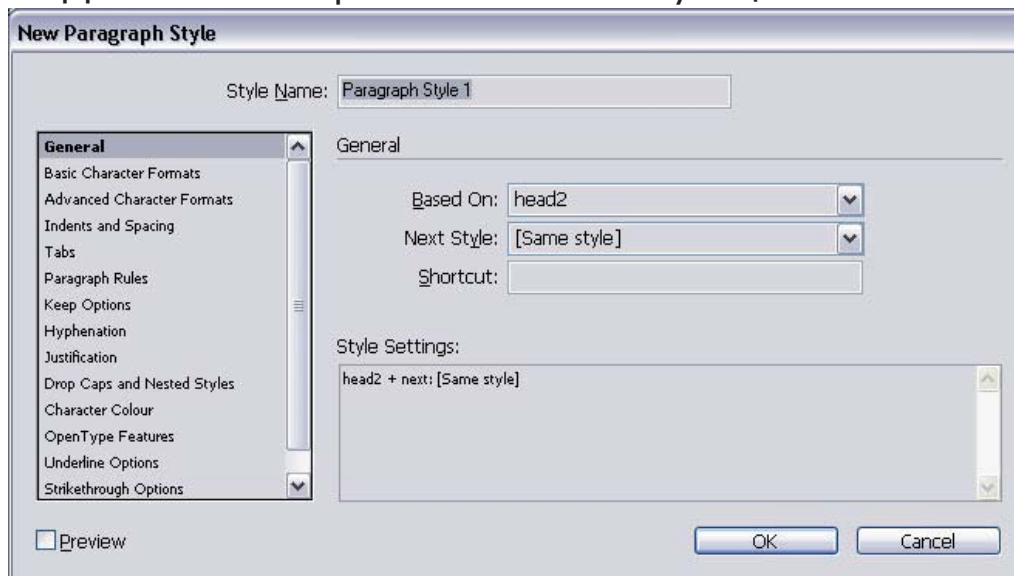 New Paragraph Style
Style Name: Paragraph Style 1
General
Basic Character Formats
Advanced Character Formats
Indents and Spacing
Tabs
Paragraph Rules
Keep Options
Hyphenation
Justification
Drop Caps and Nested Styles
Character Colour
OpenType Features
Underline Options
Strikethrough Options
General
Based On: head2
Next Style: [Same style]
Shortcut:
Style Settings:
head2 + next: [Same style]
Preview
OK
Cancel